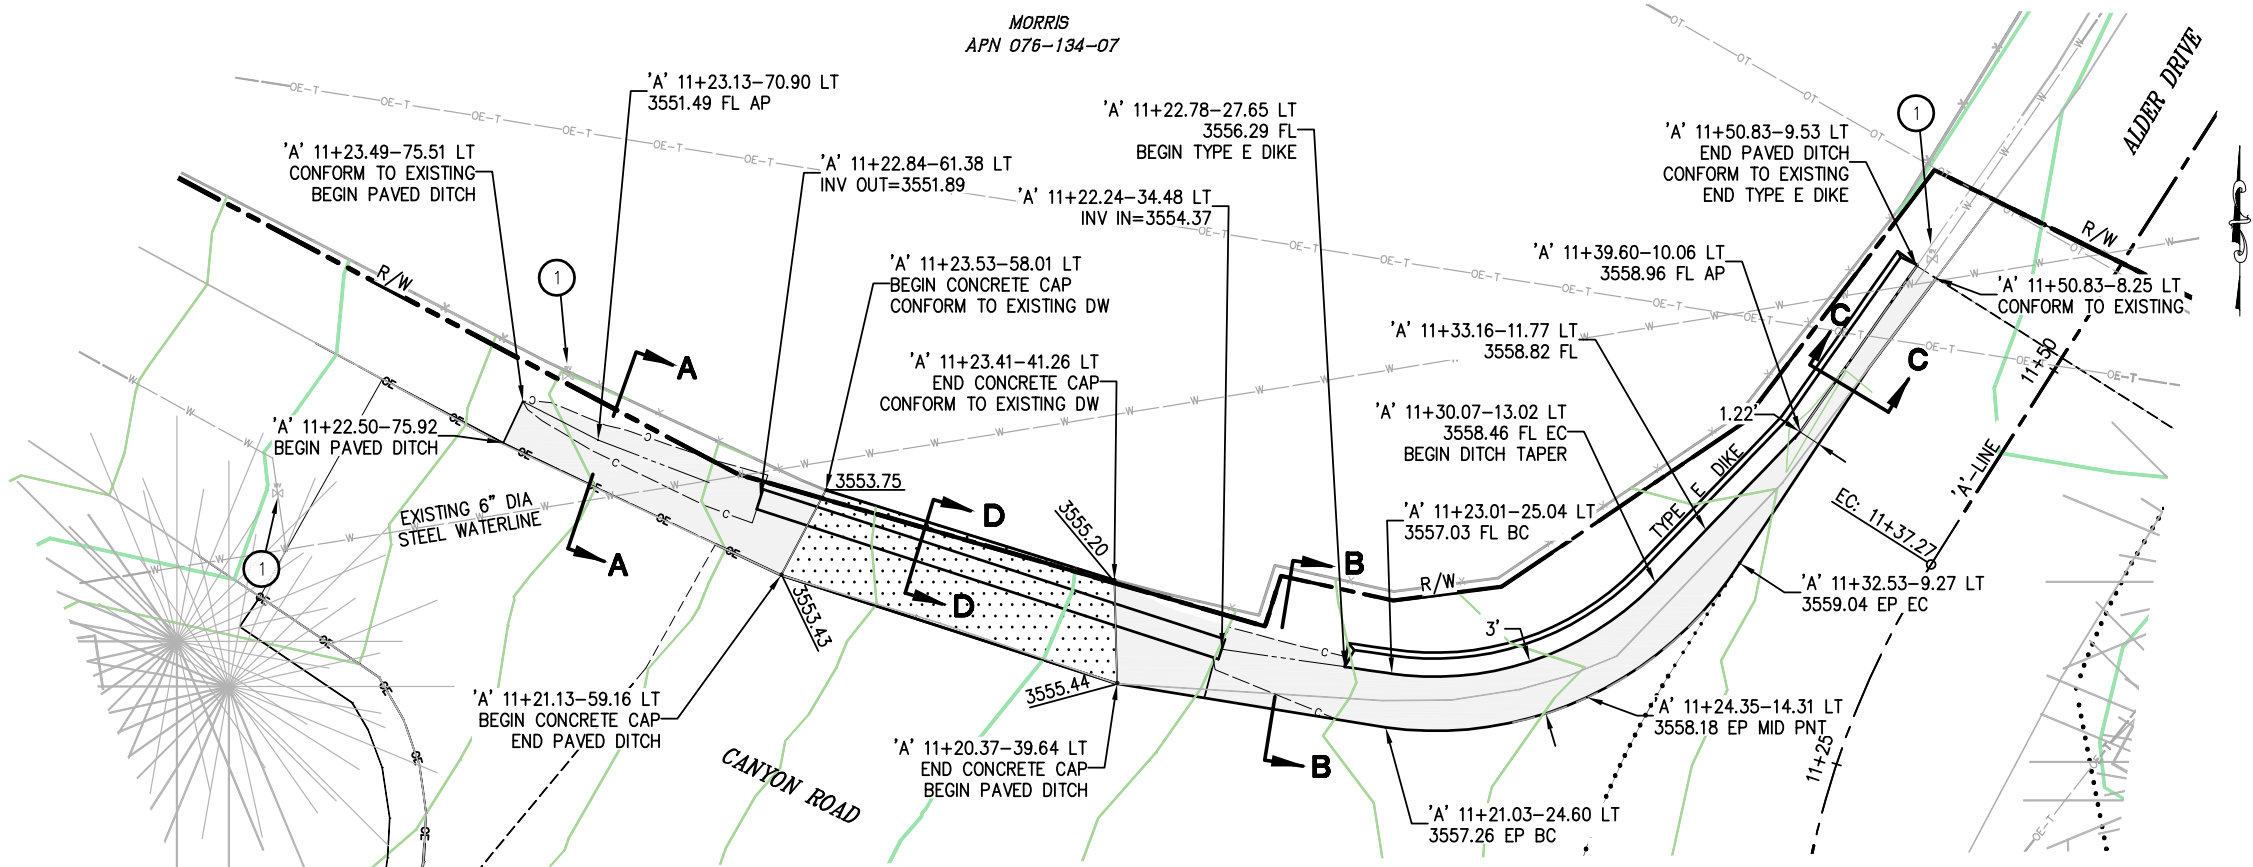 MORRIS
APN 076-134-07
'A' 11+23.13-70.90 LT
3551.49 FL AP
'A' 11+23.49-75.51 LT
CONFORM TO EXISTING
BEGIN PAVED DITCH
'A' 11+22.84-61.38 LT
INV OUT=3551.89
'A' 11+22.78-27.65 LT
3556.29 FL
BEGIN TYPE E DIKE
'A' 11+22.24-34.48 LT
INV IN=3554.37
'A' 11+50.83-9.53 LT
END PAVED DITCH
CONFORM TO EXISTING
END TYPE E DIKE
1
ALDER DRIVE
R/W
'A' 11+23.53-58.01 LT
BEGIN CONCRETE CAP
CONFORM TO EXISTING DW
'A' 11+39.60-10.06 LT
3558.96 FL AP
'A' 11+50.83-8.25 LT
CONFORM TO EXISTING
R/W
1
'A' 11+33.16-11.77 LT
3558.82 FL
C
C
11+50
A
'A' 11+23.41-41.26 LT
END CONCRETE CAP
CONFORM TO EXISTING DW
'A' 11+30.07-13.02 LT
3558.46 FL EC
BEGIN DITCH TAPER
1.22'
'A' 11+22.50-75.92
BEGIN PAVED DITCH
3553.75
TYPE E DIKE
'A'-LINE
EC: 11+37.27
EXISTING 6" DIA
STEEL WATERLINE
D
3555.20
'A' 11+23.01-25.04 LT
3557.03 FL BC
1
A
D
B
R/W
'A' 11+32.53-9.27 LT
3559.04 EP EC
3553.43
3'
3555.44
'A' 11+21.13-59.16 LT
BEGIN CONCRETE CAP
END PAVED DITCH
'A' 11+24.35-14.31 LT
3558.18 EP MID PNT
CANYON ROAD
'A' 11+20.37-39.64 LT
END CONCRETE CAP
BEGIN PAVED DITCH
B
11+25
'A' 11+21.03-24.60 LT
3557.26 EP BC